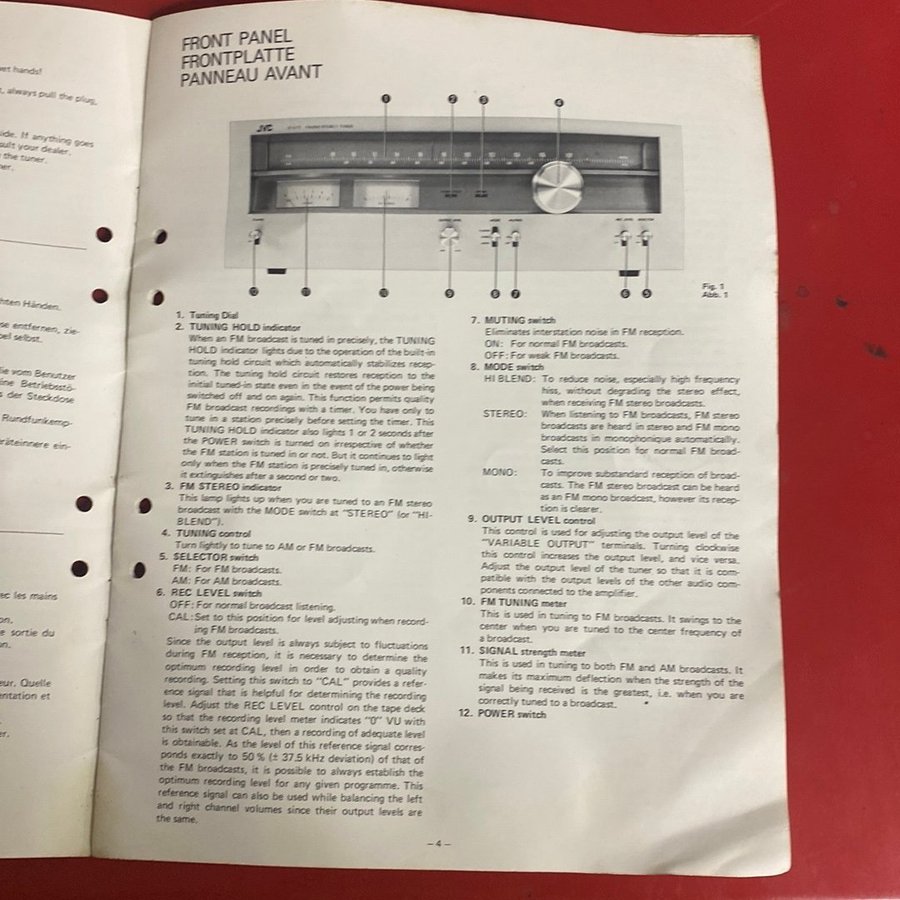 wet hands!
always pull the plug,
side. If anything goes
consult your dealer.
the tuner.
chten Händen.
se entfernen, zie-
bel selbst.
lie vom Benutzer
eine Betriebsstö-
s der Steckdose
Rundfunkemp-
eräteinnere ein-
ec les mains
e sortie du
eur, Quelle
entation et
FRONT PANEL
FRONTPLATTE
PANNEAU AVANT
1
2
3
4
JVC
12
11
10
9
8
7
6
5
Fig. 1
Abb. 1
1. Tuning Dial
2. TUNING HOLD indicator
When an FM broadcast is tuned in precisely, the TUNING
HOLD indicator lights due to the operation of the built-in
tuning hold circuit which automatically stabilizes recep-
tion. The tuning hold circuit restores reception to the
initial tuned-in state even in the event of the power being
switched off and on again. This function permits quality
FM broadcast recordings with a timer. You have only to
tune in a station precisely before setting the timer. This
TUNING HOLD indicator also lights 1 or 2 seconds after
the POWER switch is turned on irrespective of whether
the FM station is tuned in or not. But it continues to light
only when the FM station is precisely tuned in, otherwise
it extinguishes after a second or two.
3. FM STEREO indicator
This lamp lights up when you are tuned to an FM stereo
broadcast with the MODE switch at "STEREO" (or "HI-
BLEND").
4. TUNING control
Turn lightly to tune to AM or FM broadcasts.
5. SELECTOR switch
FM: For FM broadcasts.
AM: For AM broadcasts.
6. REC LEVEL switch
OFF: For normal broadcast listening.
CAL: Set to this position for level adjusting when record-
ing FM broadcasts.
Since the output level is always subject to fluctuations
during FM reception, it is necessary to determine the
optimum recording level in order to obtain a quality
recording. Setting this switch to "CAL" provides a refer-
ence signal that is helpful for determining the recording
level. Adjust the REC LEVEL control on the tape deck
so that the recording level meter indicates "0" VU with
this switch set at CAL, then a recording of adequate level
is obtainable. As the level of this reference signal corres-
ponds exactly to 50 % (± 37.5 kHz deviation) of that of
the FM broadcasts, it is possible to always establish the
optimum recording level for any given programme. This
reference signal can also be used while balancing the left
and right channel volumes since their output levels are
the same.
7. MUTING switch
Eliminates interstation noise in FM reception.
ON: For normal FM broadcasts.
OFF: For weak FM broadcasts.
8. MODE switch
HI BLEND: To reduce noise, especially high frequency
hiss, without degrading the stereo effect,
when receiving FM stereo broadcasts.
STEREO: When listening to FM broadcasts, FM stereo
broadcasts are heard in stereo and FM mono
broadcasts in monophonique automatically.
Select this position for normal FM broad-
casts.
MONO: To improve substandard reception of broad-
casts. The FM stereo broadcast can be heard
as an FM mono broadcast, however its recep-
tion is clearer.
9. OUTPUT LEVEL control
This control is used for adjusting the output level of the
"VARIABLE OUTPUT" terminals. Turning clockwise
this control increases the output level, and vice versa.
Adjust the output level of the tuner so that it is com-
patible with the output levels of the other audio com-
ponents connected to the amplifier.
10. FM TUNING meter
This is used in tuning to FM broadcasts. It swings to the
center when you are tuned to the center frequency of
a broadcast.
11. SIGNAL strength meter
This is used in tuning to both FM and AM broadcasts. It
makes its maximum deflection when the strength of the
signal being received is the greatest, i.e. when you are
correctly tuned to a broadcast.
12. POWER switch
– 4 –